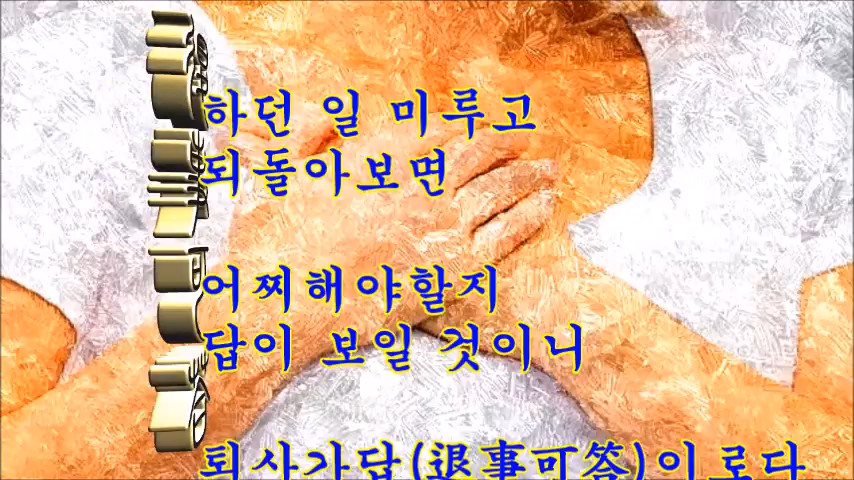 하던 일 미루고
되돌아보면
어찌해야할지
답이 보일 것이니
퇴사가답(退事可答)이로다